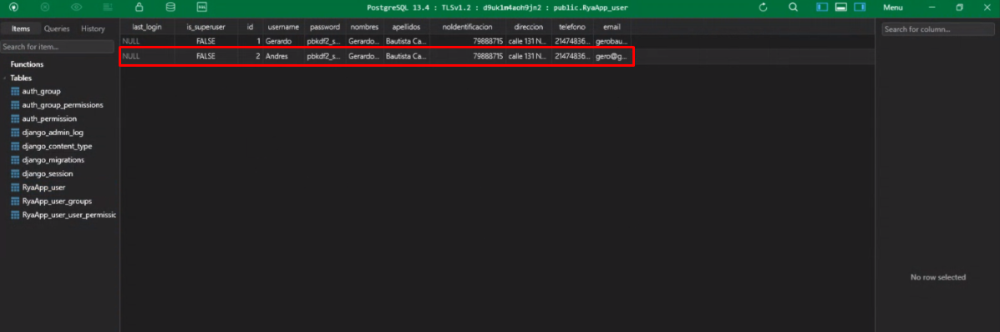 PostgreSQL 13.4 : TLSv1.2 : d9uk1m4aoh9jn2 : public.RyaApp_user
Menu
Items Queries History
Search for item...
Functions
Tables
auth_group
auth_group_permissions
auth_permission
django_admin_log
django_content_type
django_migrations
django_session
RyaApp_user
RyaApp_user_groups
RyaApp_user_user_permissic
last_login is_superuser id username password nombres apelidos noIdentificacion direccion telefono email
NULL FALSE 1 Gerardo pbkdf2_s... Gerardo... Bautista Ca... 79888715 calle 131 N... 21474836... gerobau...
NULL FALSE 2 Andres pbkdf2_s... Gerardo... Bautista Ca... 79888715 calle 131 N... 21474836... gero@g...
Search for column...
No row selected